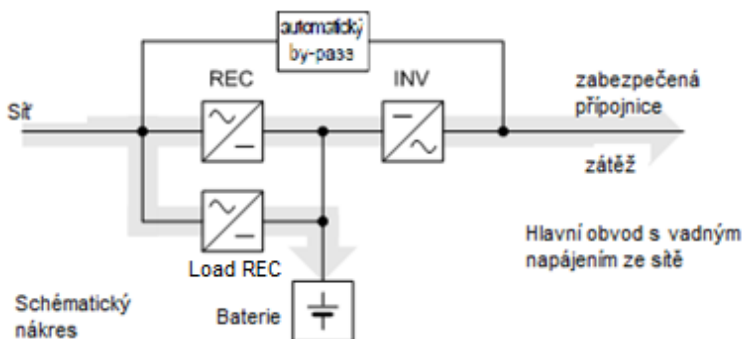 automatický
by-pass
REC
INV
zabezpečená
přípojnice
Síť
zátěž
Load REC
Hlavní obvod s vadným
napájením ze sítě
Schématický
nákres
Baterie